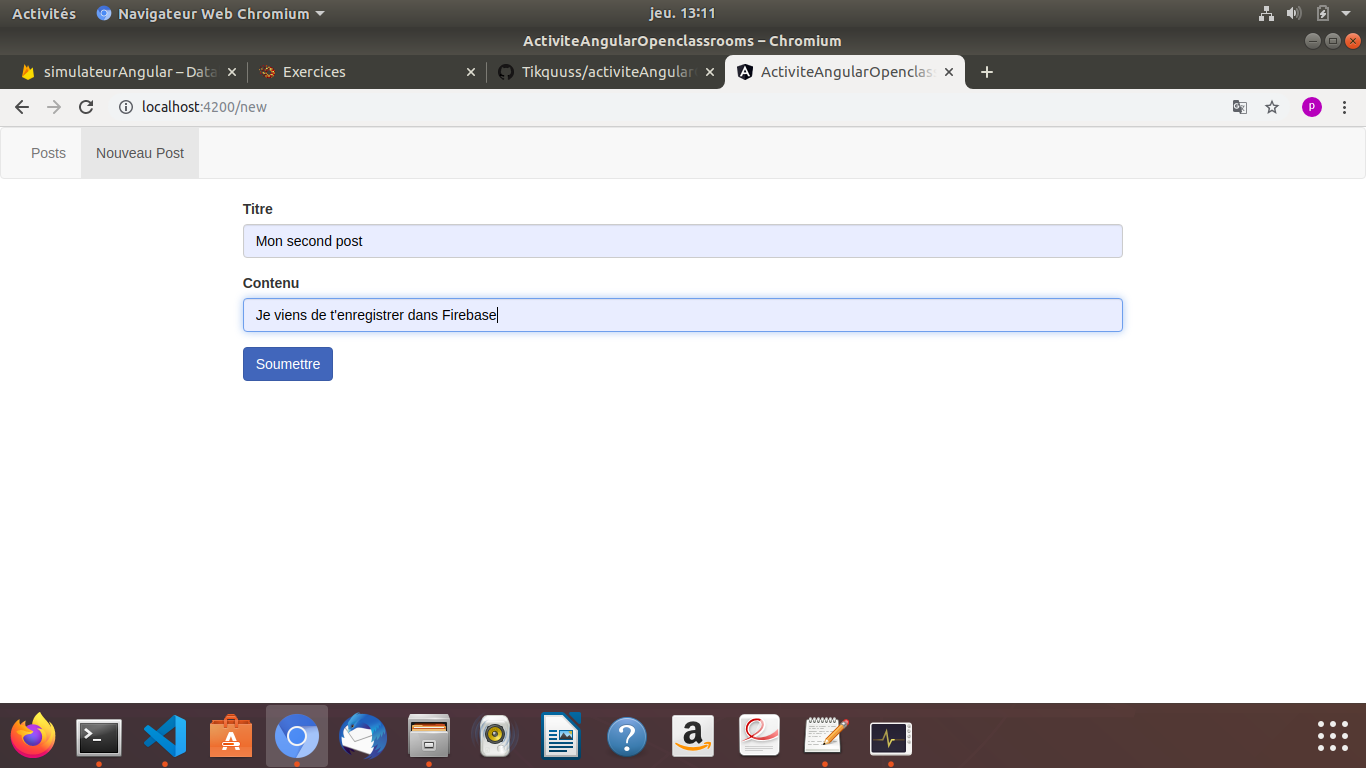 Activités Navigateur Web Chromium jeu. 13:11
ActiviteAngularOpenclassrooms – Chromium
simulateurAngular – Data Exercices Tikquuss/activiteAngular ActiviteAngularOpenclas
localhost:4200/new p
Posts Nouveau Post
Titre
Mon second post
Contenu
Je viens de t'enregistrer dans Firebase
Soumettre